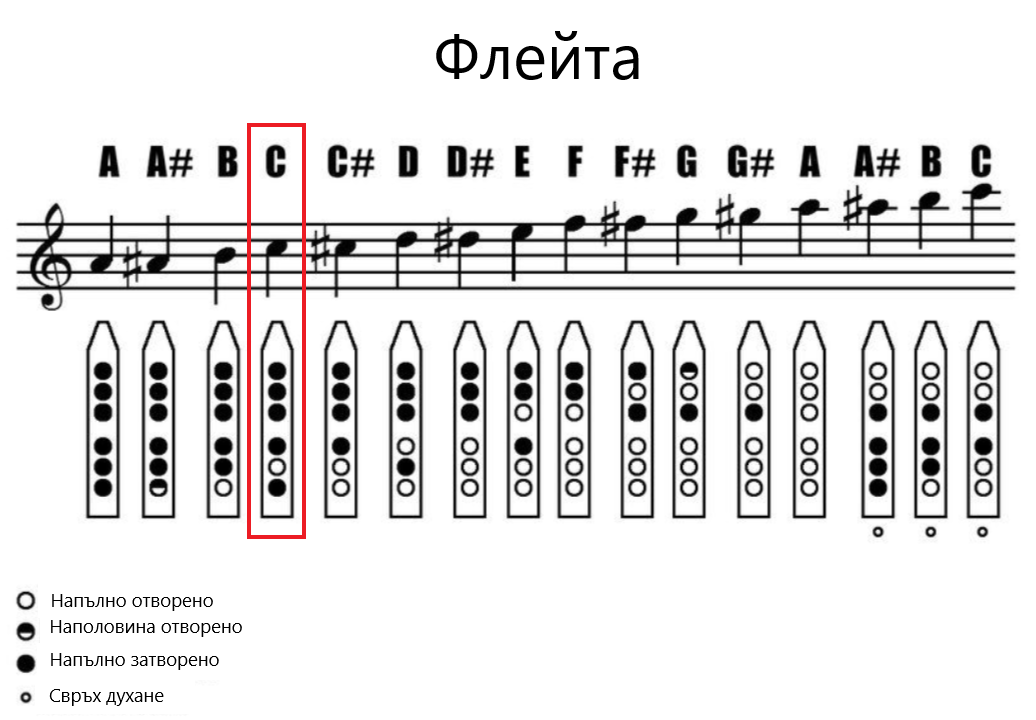 Флейта
A A# B C C# D D# E F F# G G# A A# B C
Напълно отворено
Наполовина отворено
Напълно затворено
Свръх духане